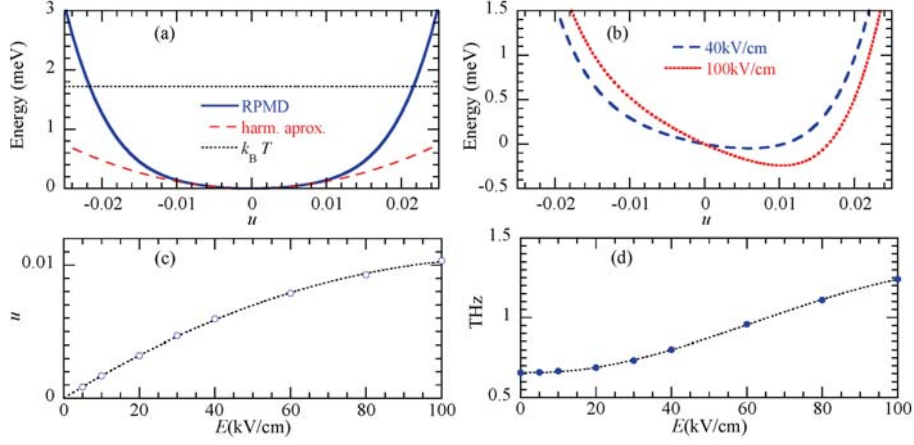 (a)
Energy (meV)
3
2
1
0
RPMD
harm. aprox.
k_B T
-0.02 -0.01 0 0.01 0.02
u
(b)
Energy (meV)
1.5
1
0.5
0
-0.5
40kV/cm
100kV/cm
-0.02 -0.01 0 0.01 0.02
u
(c)
u
0.01
0
0 20 40 60 80 100
E(kV/cm)
(d)
THz
1.5
1
0.5
0 20 40 60 80 100
E(kV/cm)